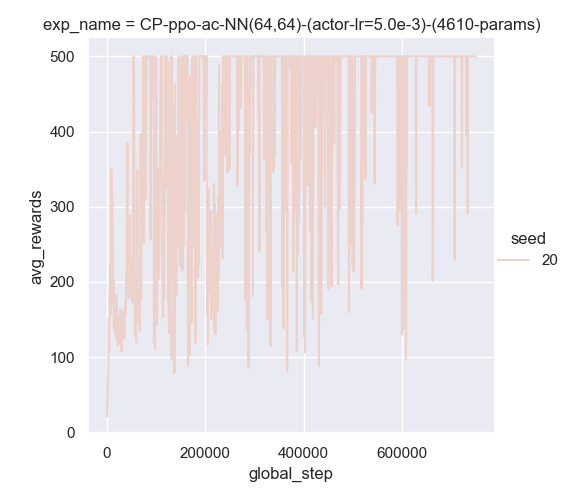 exp_name = CP-ppo-ac-NN(64,64)-(actor-lr=5.0e-3)-(4610-params)
500
400
300
200
100
0
avg_rewards
seed
20
0
200000
400000
600000
global_step